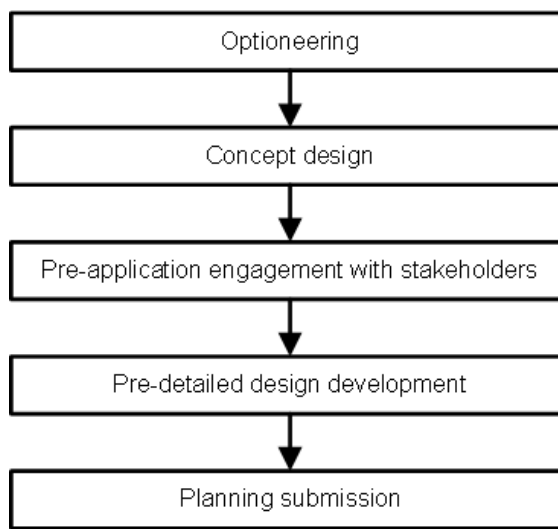 Optioneering
Concept design
Pre-application engagement with stakeholders
Pre-detailed design development
Planning submission